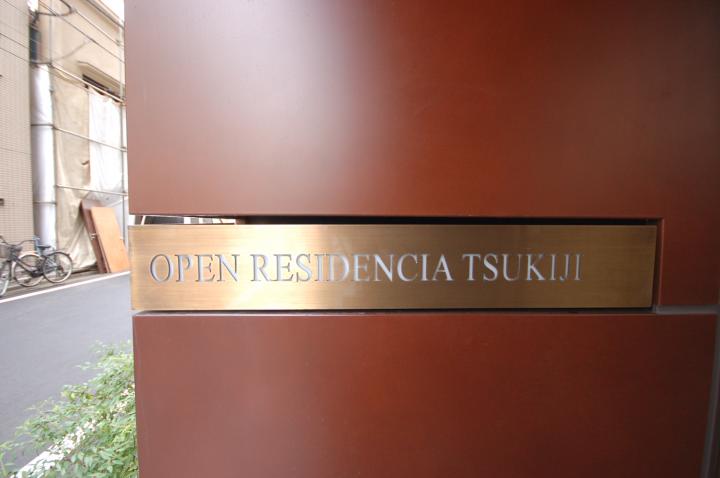 OPEN RESIDENCIA TSUKIJI